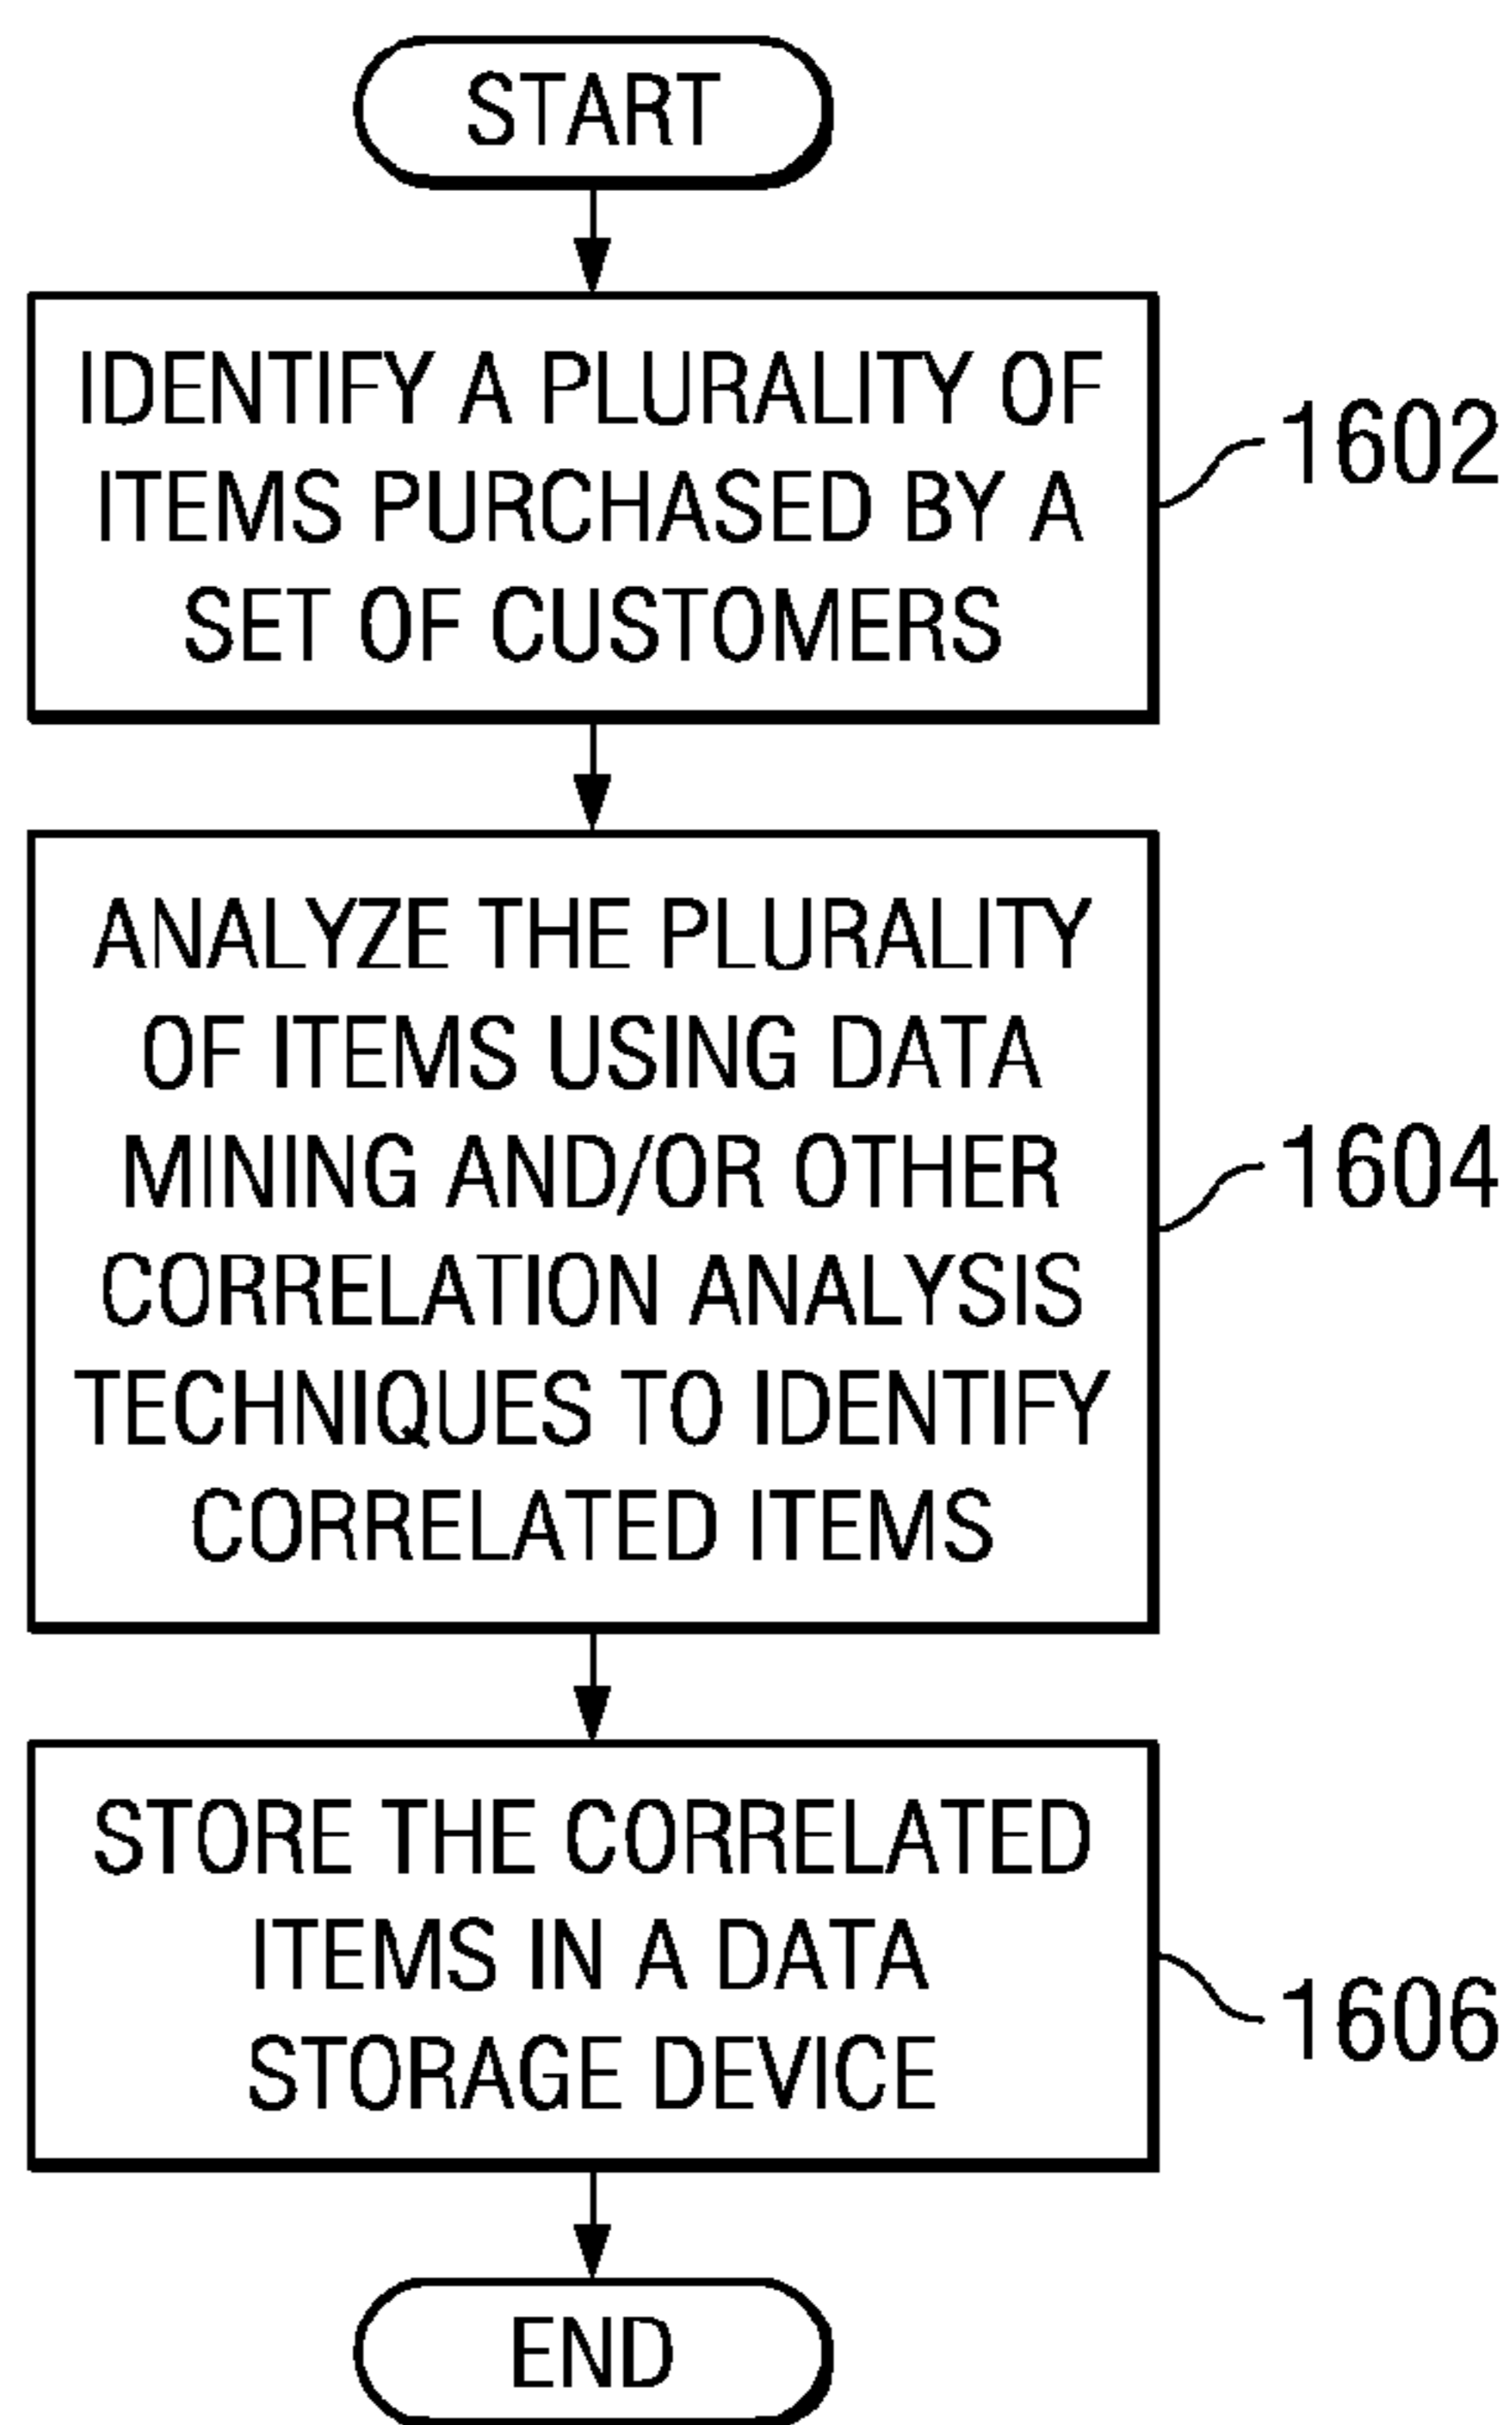 START
IDENTIFY A PLURALITY OF
ITEMS PURCHASED BY A
SET OF CUSTOMERS
1602
ANALYZE THE PLURALITY
OF ITEMS USING DATA
MINING AND/OR OTHER
CORRELATION ANALYSIS
TECHNIQUES TO IDENTIFY
CORRELATED ITEMS
1604
STORE THE CORRELATED
ITEMS IN A DATA
STORAGE DEVICE
1606
END